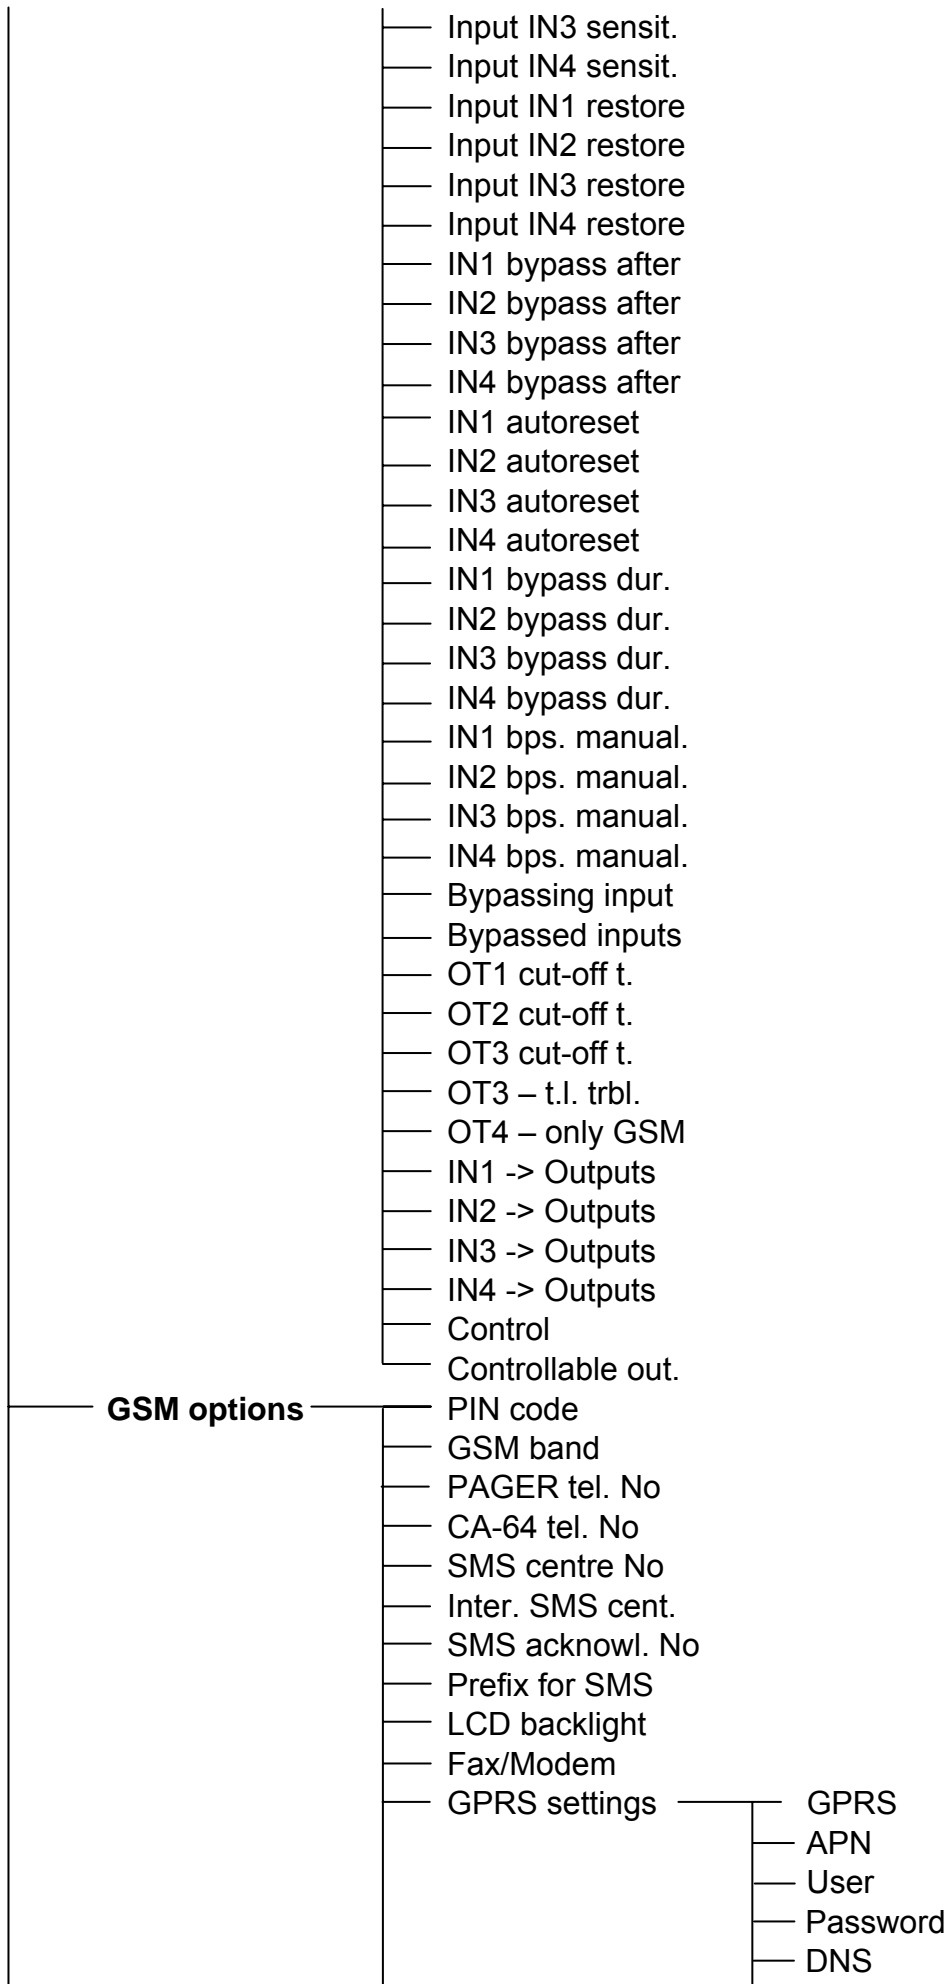 Input IN3 sensit.
Input IN4 sensit.
Input IN1 restore
Input IN2 restore
Input IN3 restore
Input IN4 restore
IN1 bypass after
IN2 bypass after
IN3 bypass after
IN4 bypass after
IN1 autoreset
IN2 autoreset
IN3 autoreset
IN4 autoreset
IN1 bypass dur.
IN2 bypass dur.
IN3 bypass dur.
IN4 bypass dur.
IN1 bps. manual.
IN2 bps. manual.
IN3 bps. manual.
IN4 bps. manual.
Bypassing input
Bypassed inputs
OT1 cut-off t.
OT2 cut-off t.
OT3 cut-off t.
OT3 – t.l. trbl.
OT4 – only GSM
IN1 -> Outputs
IN2 -> Outputs
IN3 -> Outputs
IN4 -> Outputs
Control
Controllable out.
GSM options PIN code
GSM band
PAGER tel. No
CA-64 tel. No
SMS centre No
Inter. SMS cent.
SMS acknowl. No
Prefix for SMS
LCD backlight
Fax/Modem
GPRS settings GPRS
APN
User
Password
DNS